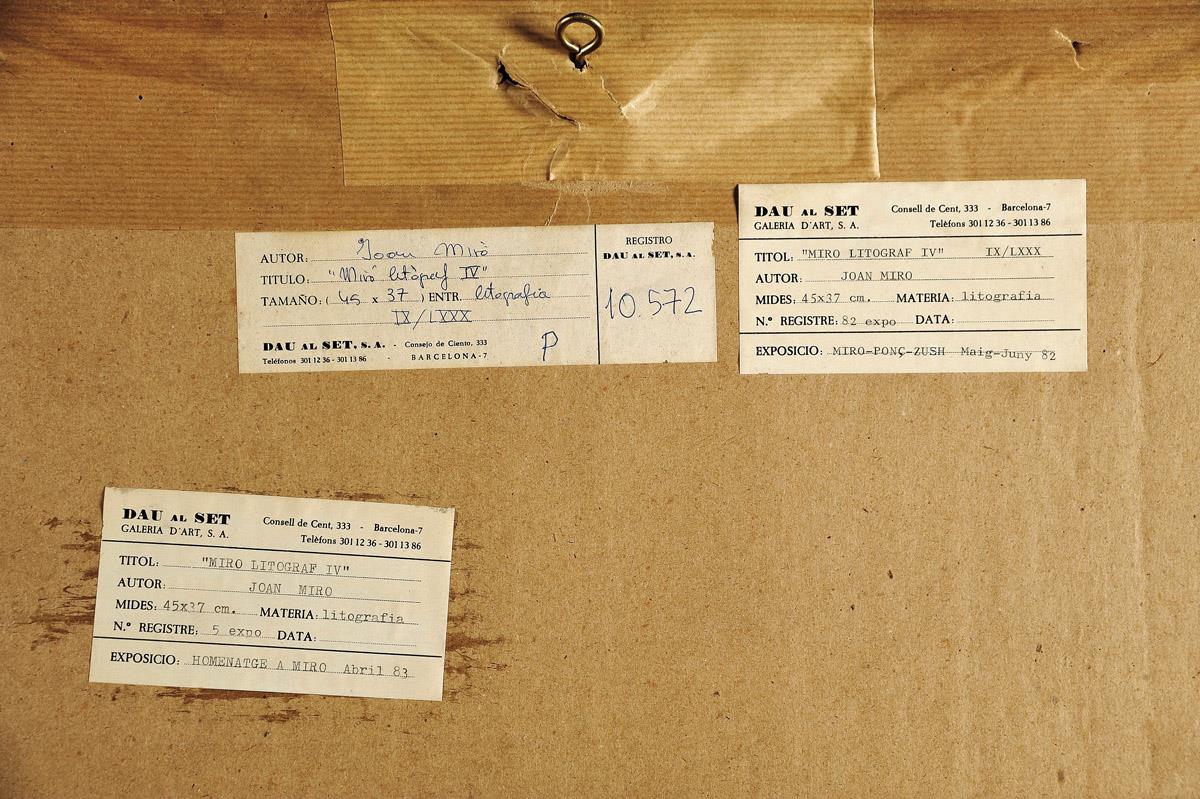 AUTOR: Joan Miró
TITULO: "Miró litògraf IV"
TAMAÑO: ( 45 x 37 ) ENTR. litografia
IX/LXXX
DAU AL SET, S. A. - Consejo de Ciento, 333
Teléfonos 301 12 36 - 301 13 86 - BARCELONA-7
P
REGISTRO
DAU AL SET, S.A.
10.572
DAU AL SET Consell de Cent, 333 - Barcelona-7
GALERIA D'ART, S. A. Telèfons 301 12 36 - 301 13 86
TITOL: "MIRO LITOGRAF IV" IX/LXXX
AUTOR: JOAN MIRO
MIDES: 45x37 cm. MATERIA: litografia
N.º REGISTRE: 82 expo DATA:
EXPOSICIO: MIRO-PONÇ-ZUSH Maig-Juny 82
DAU AL SET Consell de Cent, 333 - Barcelona-7
GALERIA D'ART, S. A. Telèfons 301 12 36 - 301 13 86
TITOL: "MIRO LITOGRAF IV"
AUTOR: JOAN MIRO
MIDES: 45x37 cm. MATERIA: litografia
N.º REGISTRE: 5 expo DATA:
EXPOSICIO: HOMENATGE A MIRO Abril 83